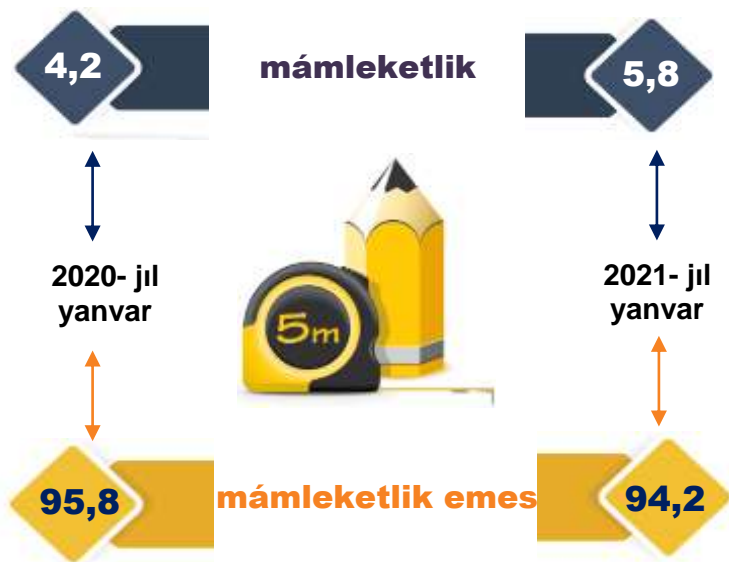 4,2
mámleketlik
5,8
2020- jıl
yanvar
2021- jıl
yanvar
5m
95,8
mámleketlik emes
94,2